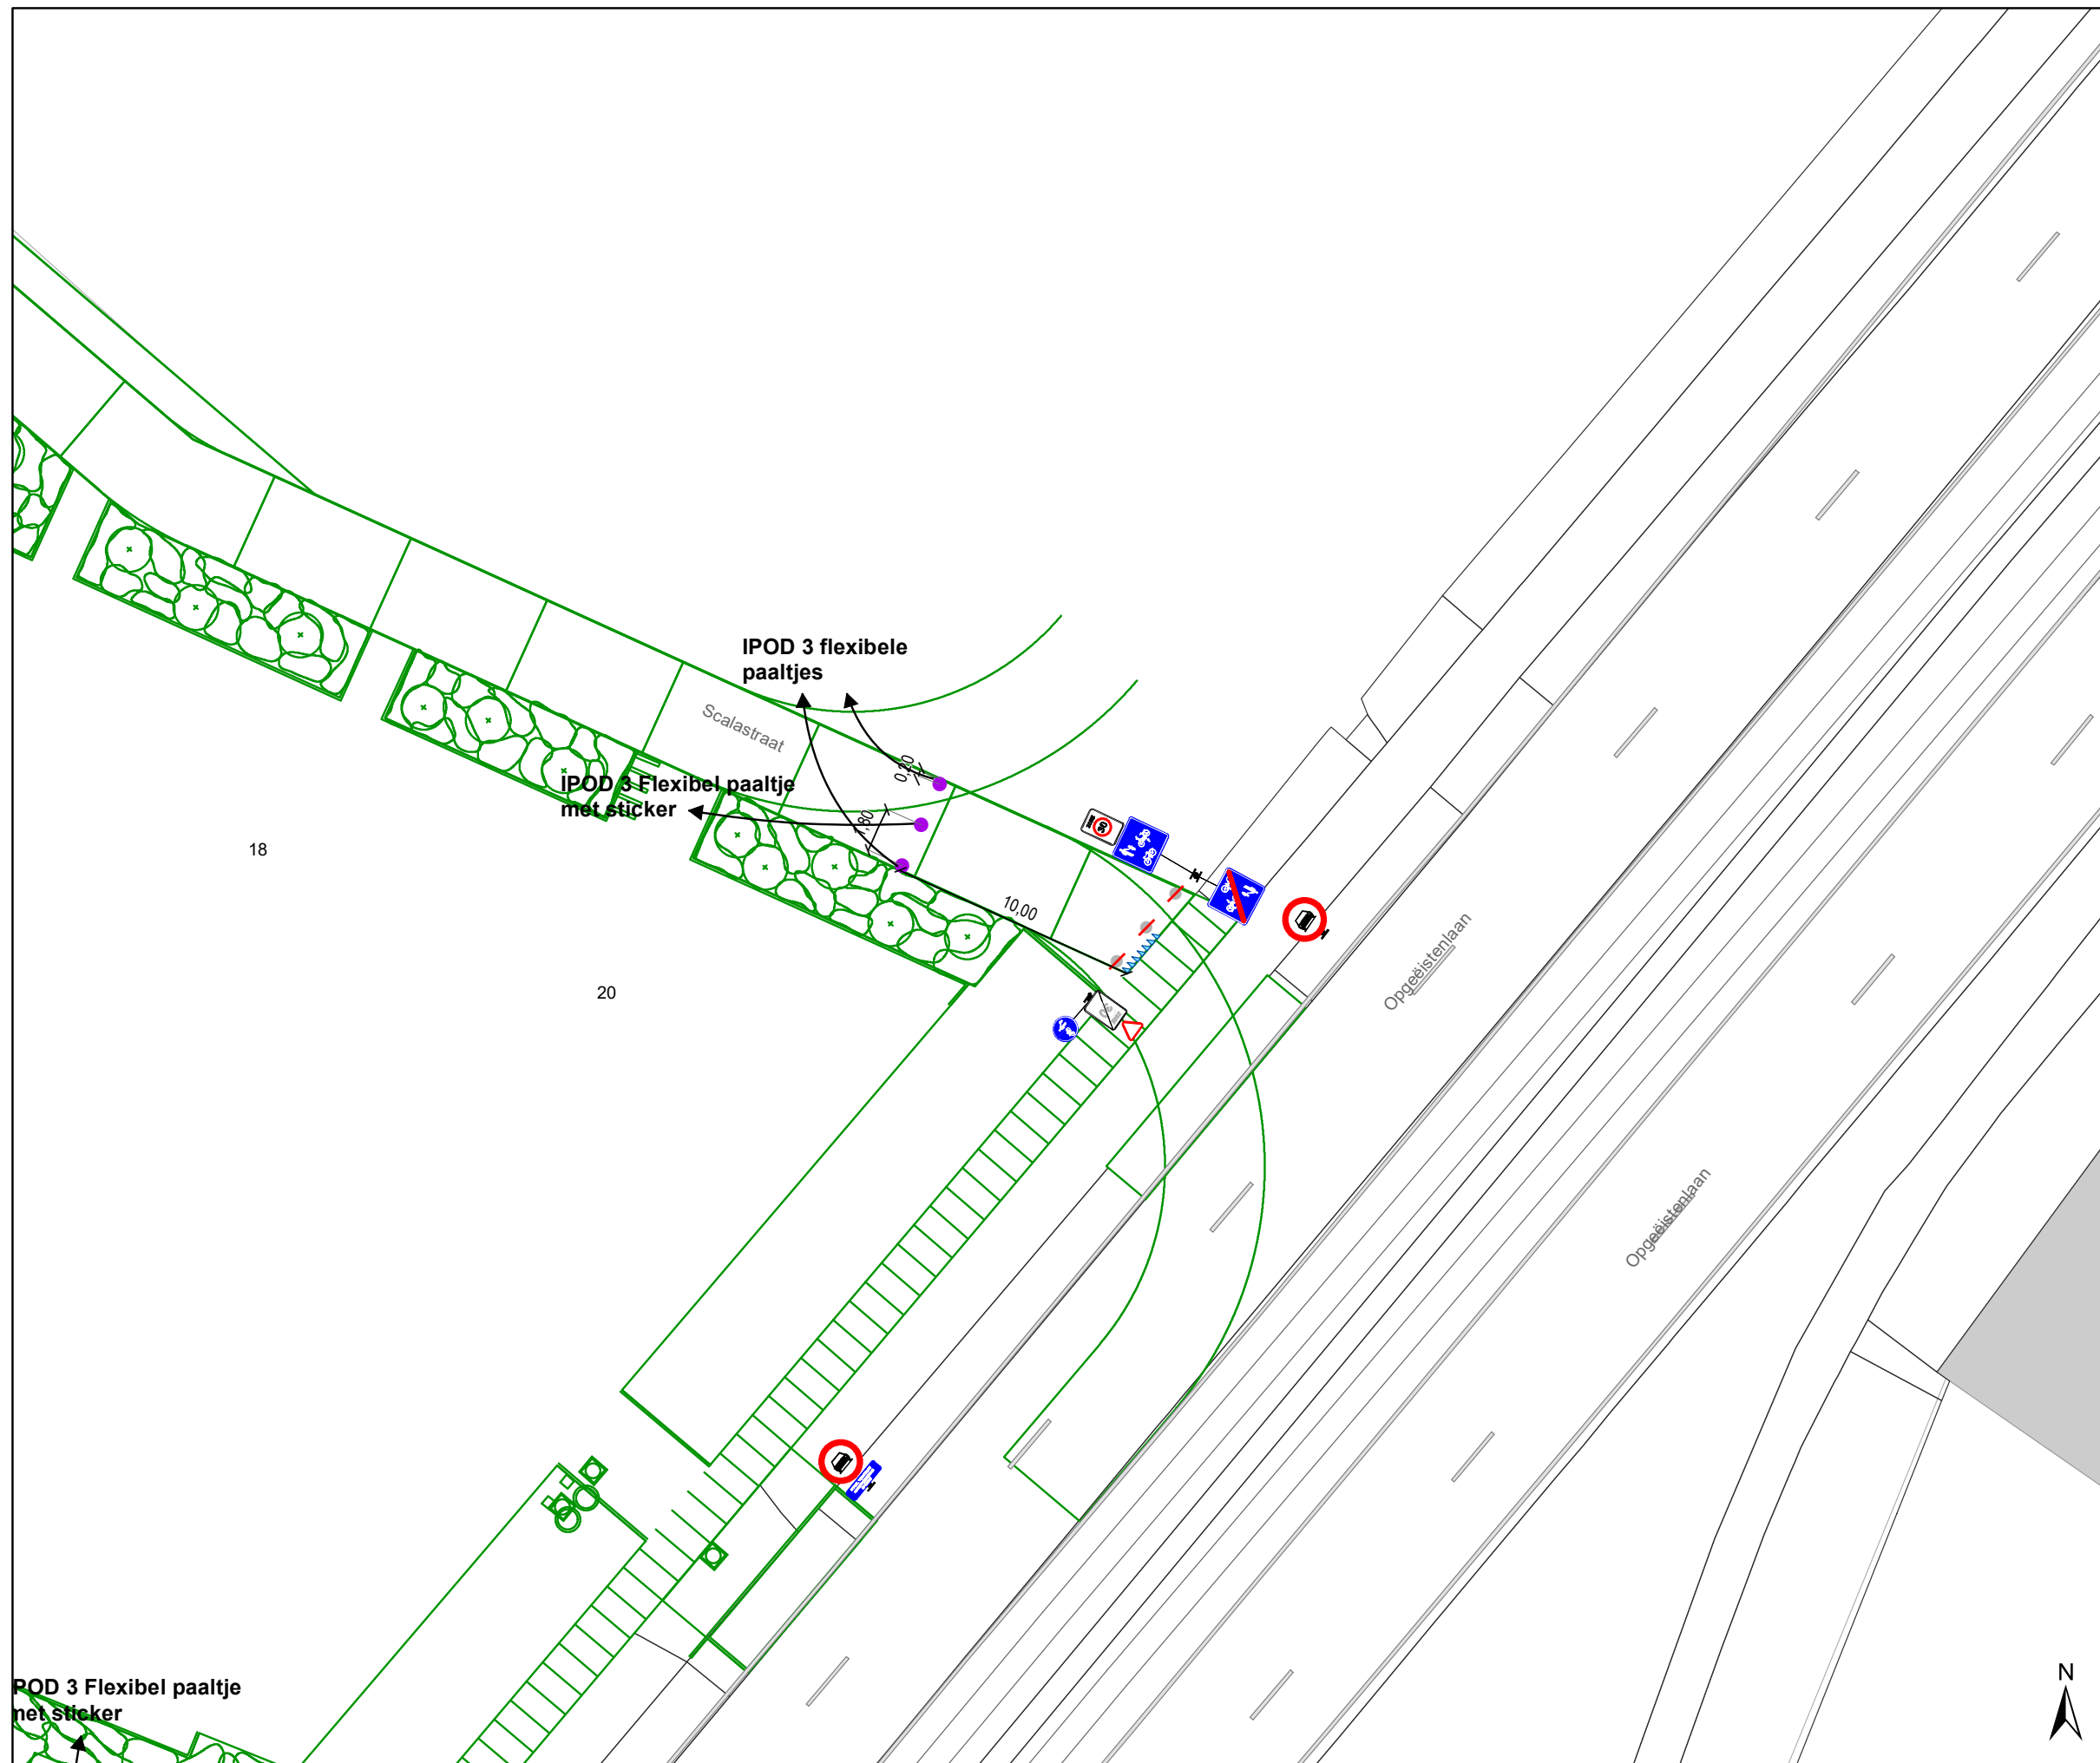 IPOD 3 flexibele
paaltjes
Scalastraat
0,20
IPOD 3 Flexibel paaltje
met sticker
1,80
30
18
10,00
Opgeëistenlaan
20
Opgeëistenlaan
POD 3 Flexibel paaltje
met sticker
N